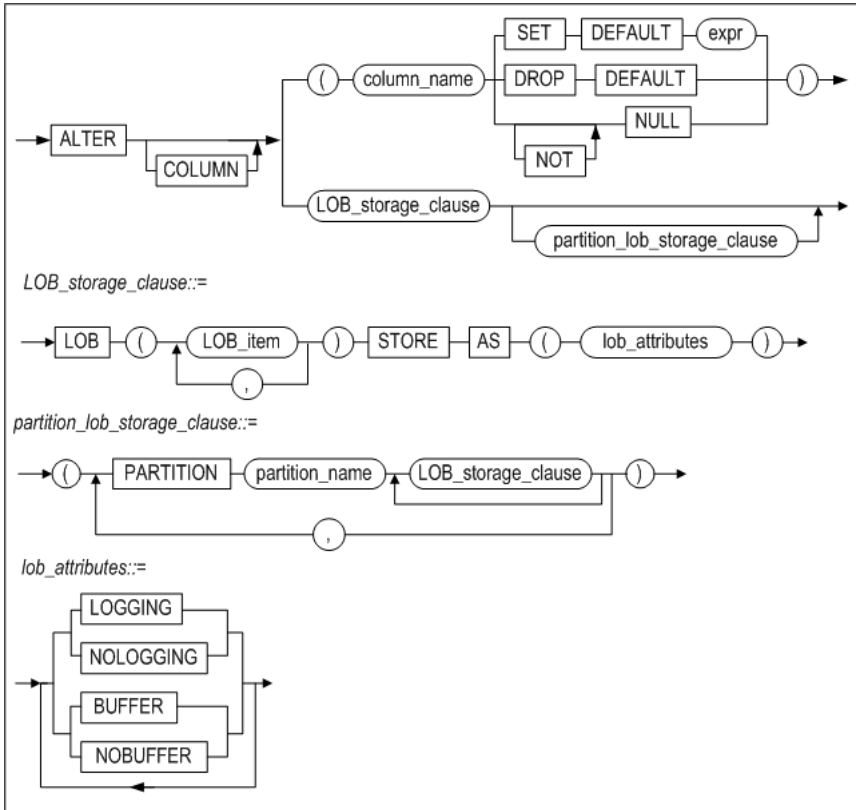 SET DEFAULT expr
( column_name DROP DEFAULT )
NULL
ALTER
NOT
COLUMN
LOB_storage_clause
partition_lob_storage_clause
LOB_storage_clause::=
LOB ( LOB_item ) STORE AS ( lob_attributes )
,
partition_lob_storage_clause::=
( PARTITION partition_name LOB_storage_clause )
,
lob_attributes::=
LOGGING
NOLOGGING
BUFFER
NOBUFFER